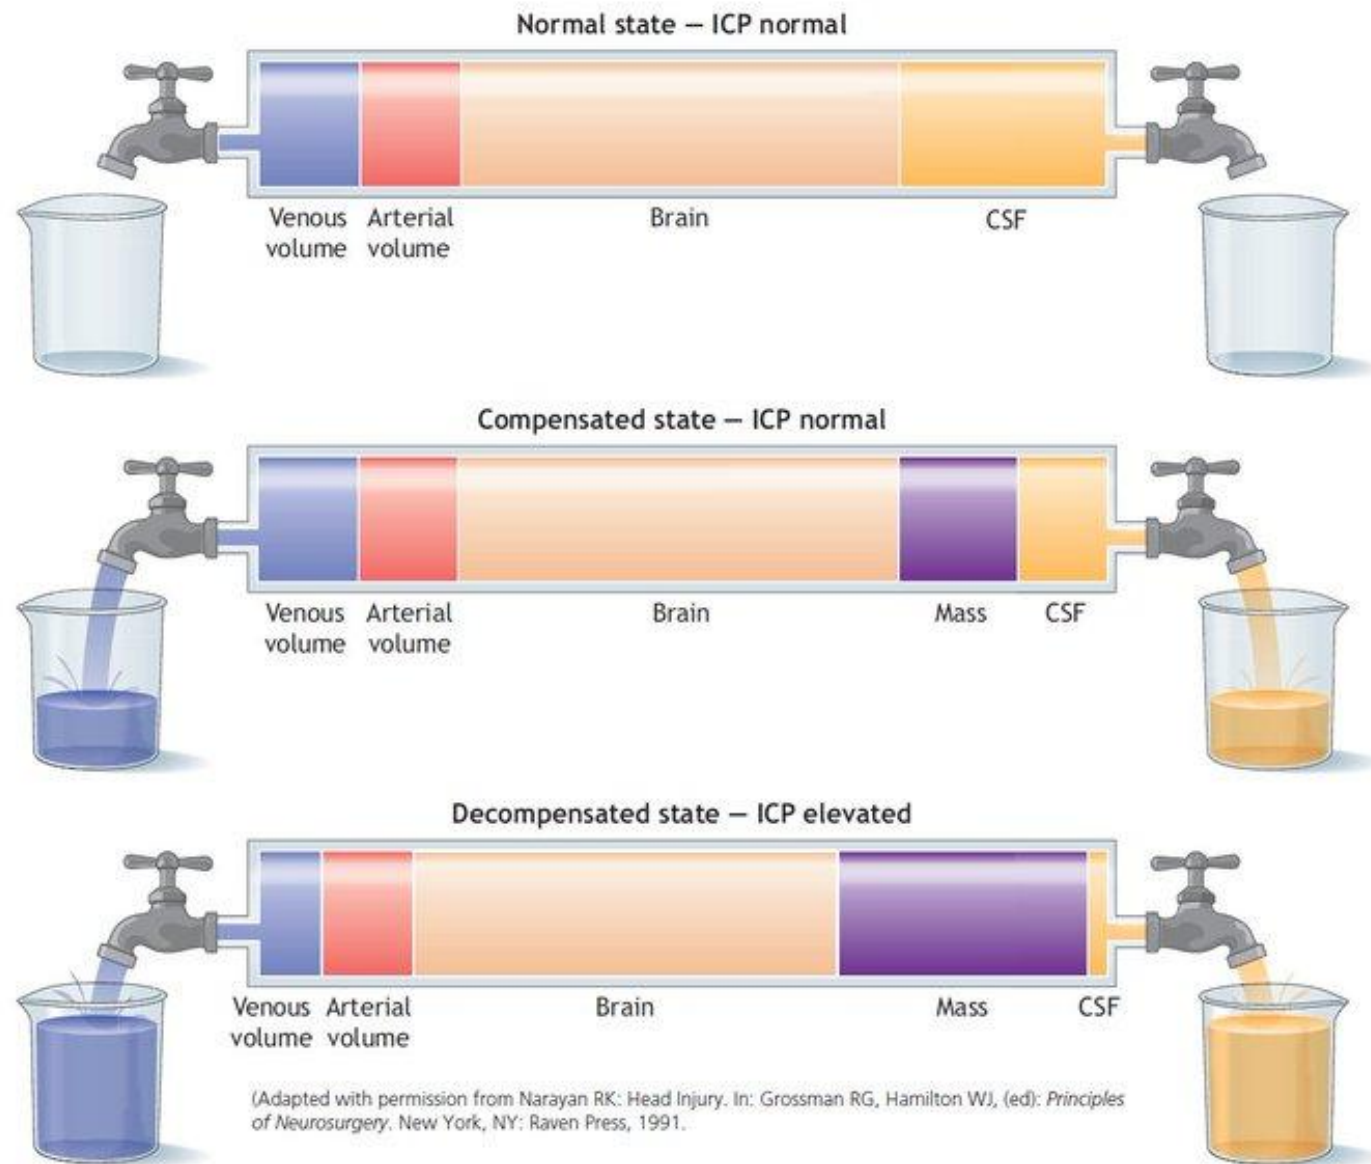 Normal state — ICP normal
Venous volume
Arterial volume
Brain
CSF
Compensated state — ICP normal
Venous volume
Arterial volume
Brain
Mass
CSF
Decompensated state — ICP elevated
Venous volume
Arterial volume
Brain
Mass
CSF
(Adapted with permission from Narayan RK: Head Injury. In: Grossman RG, Hamilton WJ, (ed): Principles
of Neurosurgery. New York, NY: Raven Press, 1991.